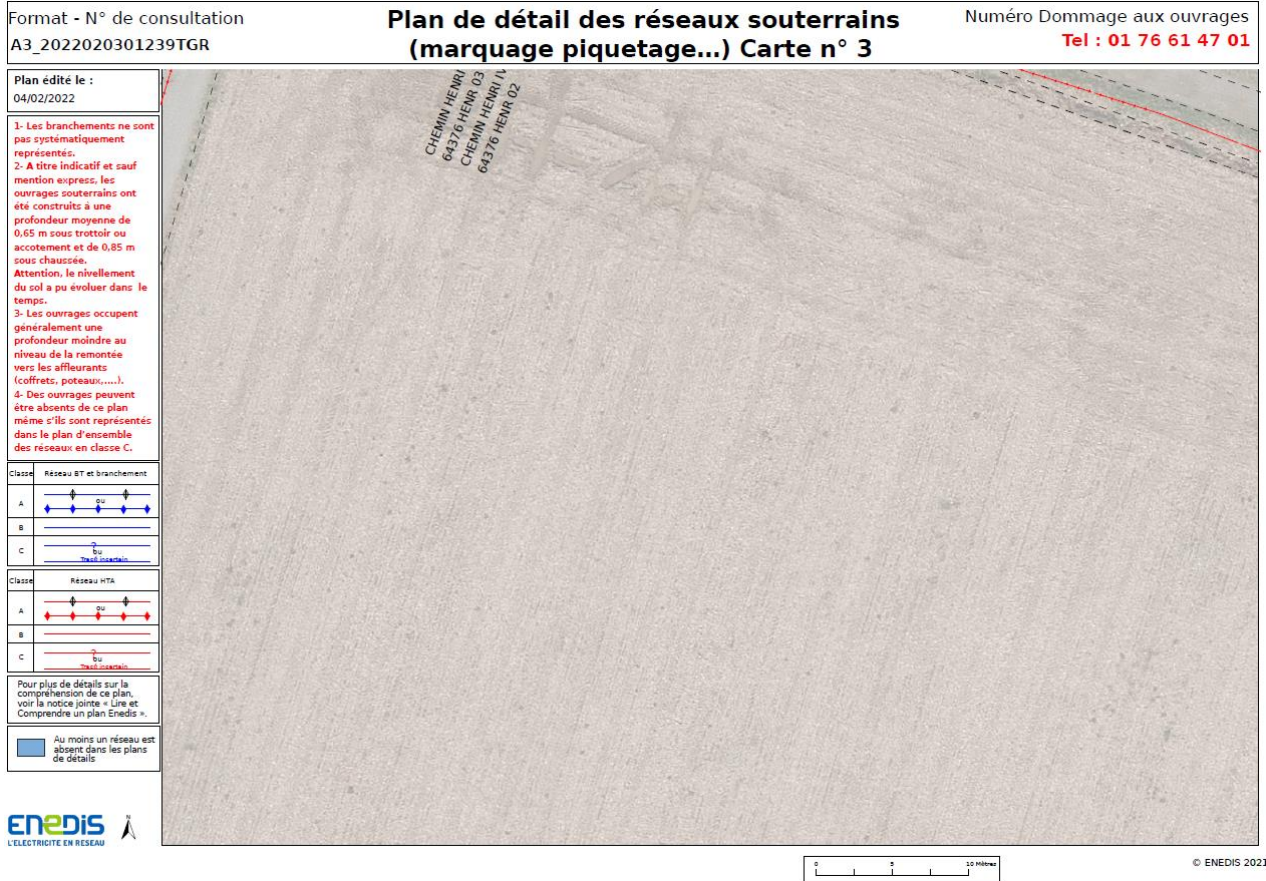 Format - N° de consultation
A3_2022020301239TGR
Plan de détail des réseaux souterrains
(marquage piquetage...) Carte n° 3
Numéro Dommage aux ouvrages
Tel : 01 76 61 47 01
Plan édité le :
04/02/2022
1- Les branchements ne sont
pas systématiquement
représentés.
2- A titre indicatif et sauf
mention express, les
ouvrages souterrains ont
été construits à une
profondeur moyenne de
0,65 m sous trottoir ou
accotement et de 0,85 m
sous chaussée.
Attention, le nivellement
du sol a pu évoluer dans le
temps.
3- Les ouvrages occupent
généralement une
profondeur moindre au
niveau de la remontée
vers les affleurants
(coffrets, poteaux,....).
4- Des ouvrages peuvent
être absents de ce plan
même s'ils sont représentés
dans le plan d'ensemble
des réseaux en classe C.
Classe Réseau BT et branchement
A ou
B
C ? ou
Tracé incertain
Classe Réseau HTA
A ou
B
C ? ou
Tracé incertain
Pour plus de détails sur la
compréhension de ce plan,
voir la notice jointe « Lire et
Comprendre un plan Enedis ».
Au moins un réseau est
absent dans les plans
de détails
ENEDIS
L'ELECTRICITE EN RESEAU
N
CHEMIN HENRI
64376 HENR 03
CHEMIN HENRI IV
64376 HENR 02
0 5 10 Mètres
© ENEDIS 2021